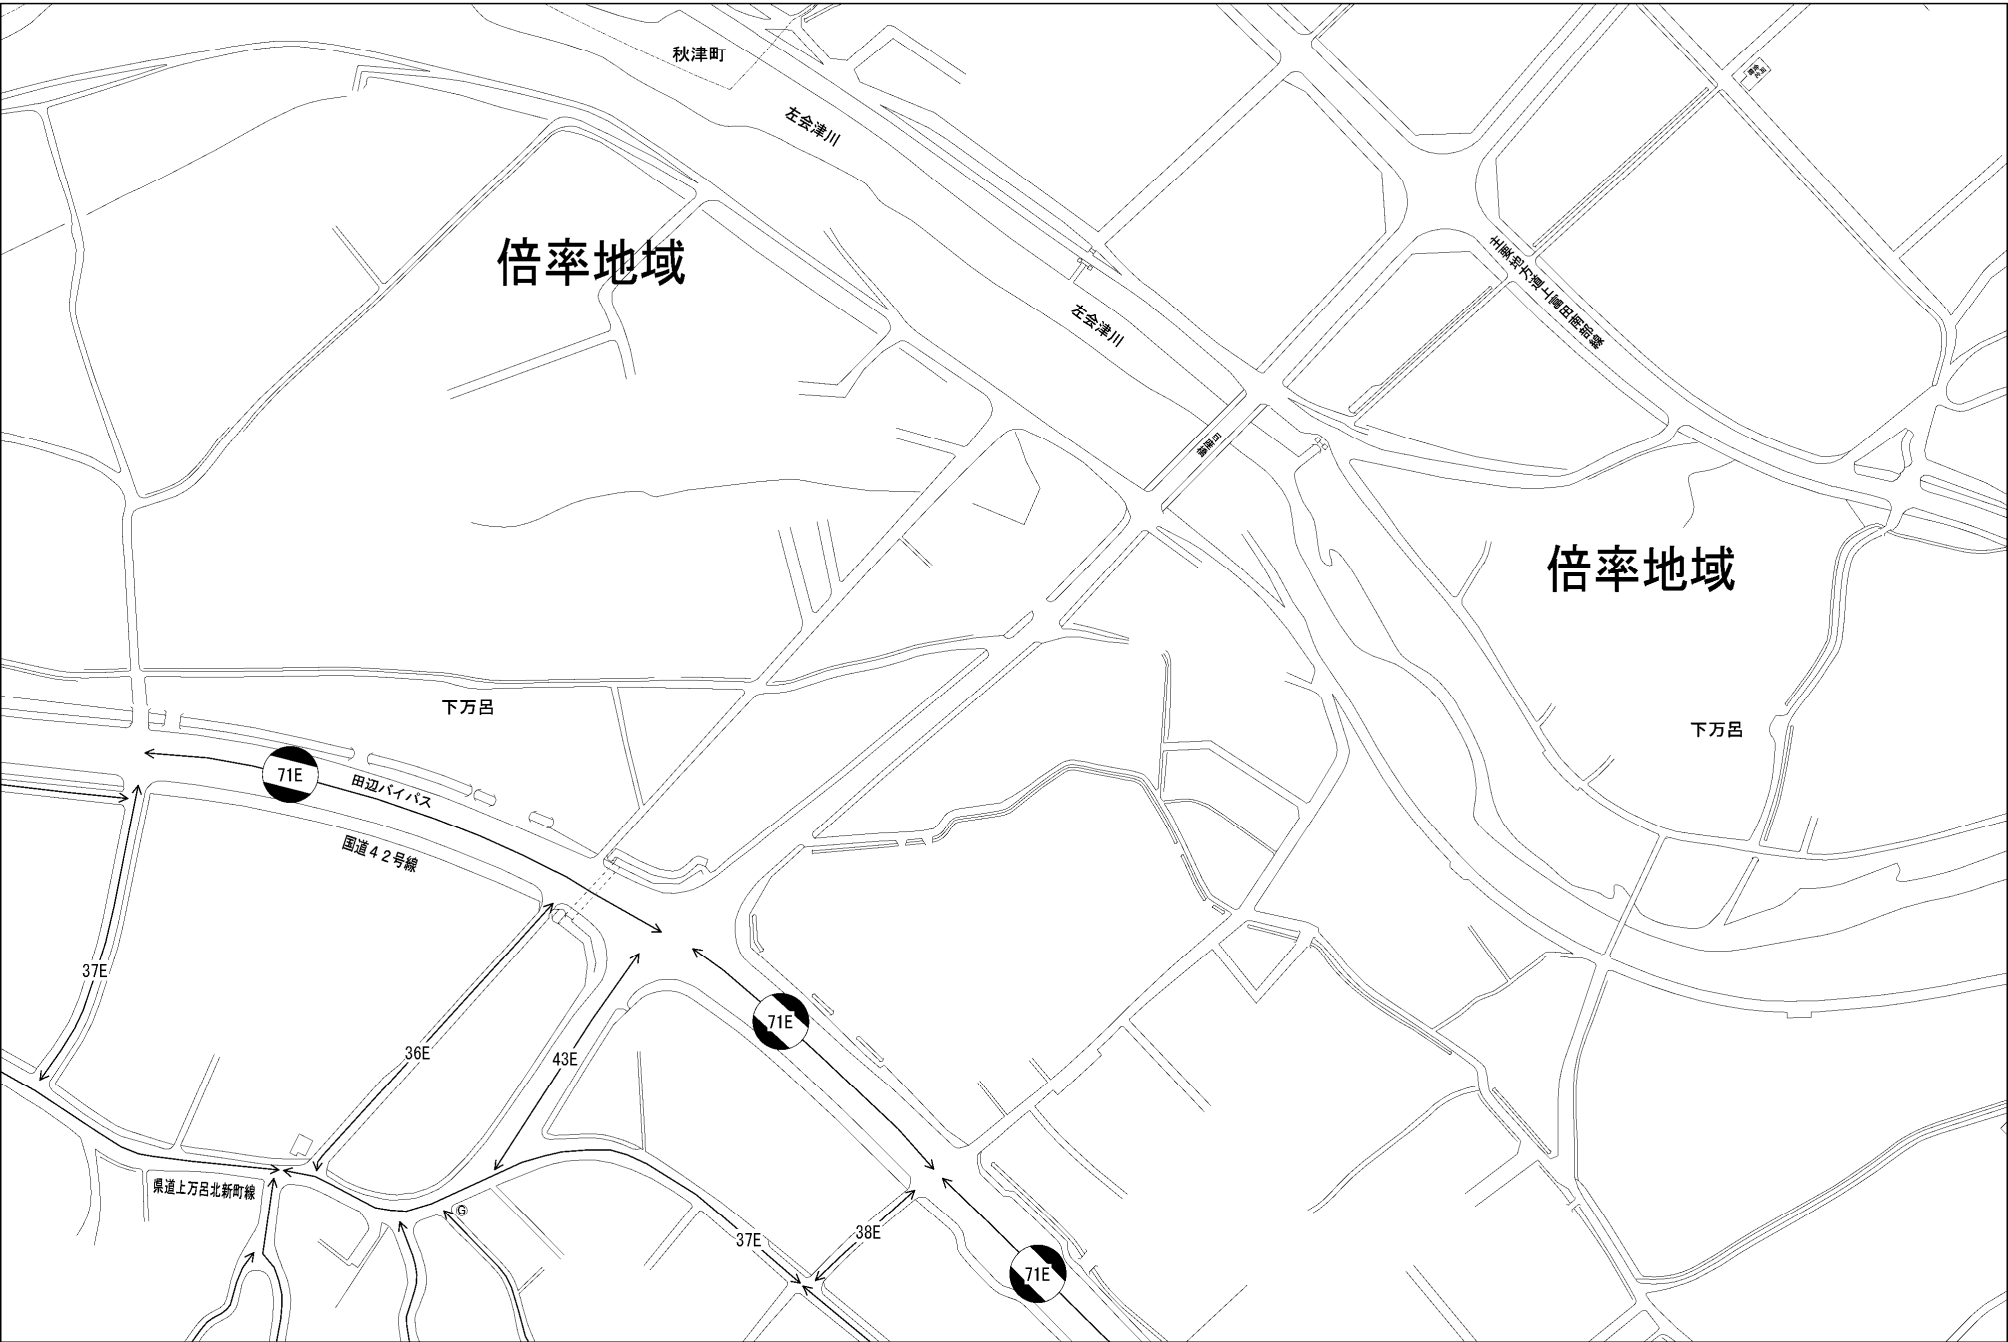 秋津町
左会津川
倍率地域
左会津川
主要地方道上富田南部線
倍率地域
下万呂
下万呂
71E
田辺バイパス
国道42号線
37E
71E
36E
43E
県道上万呂北新町線
G
37E
38E
71E